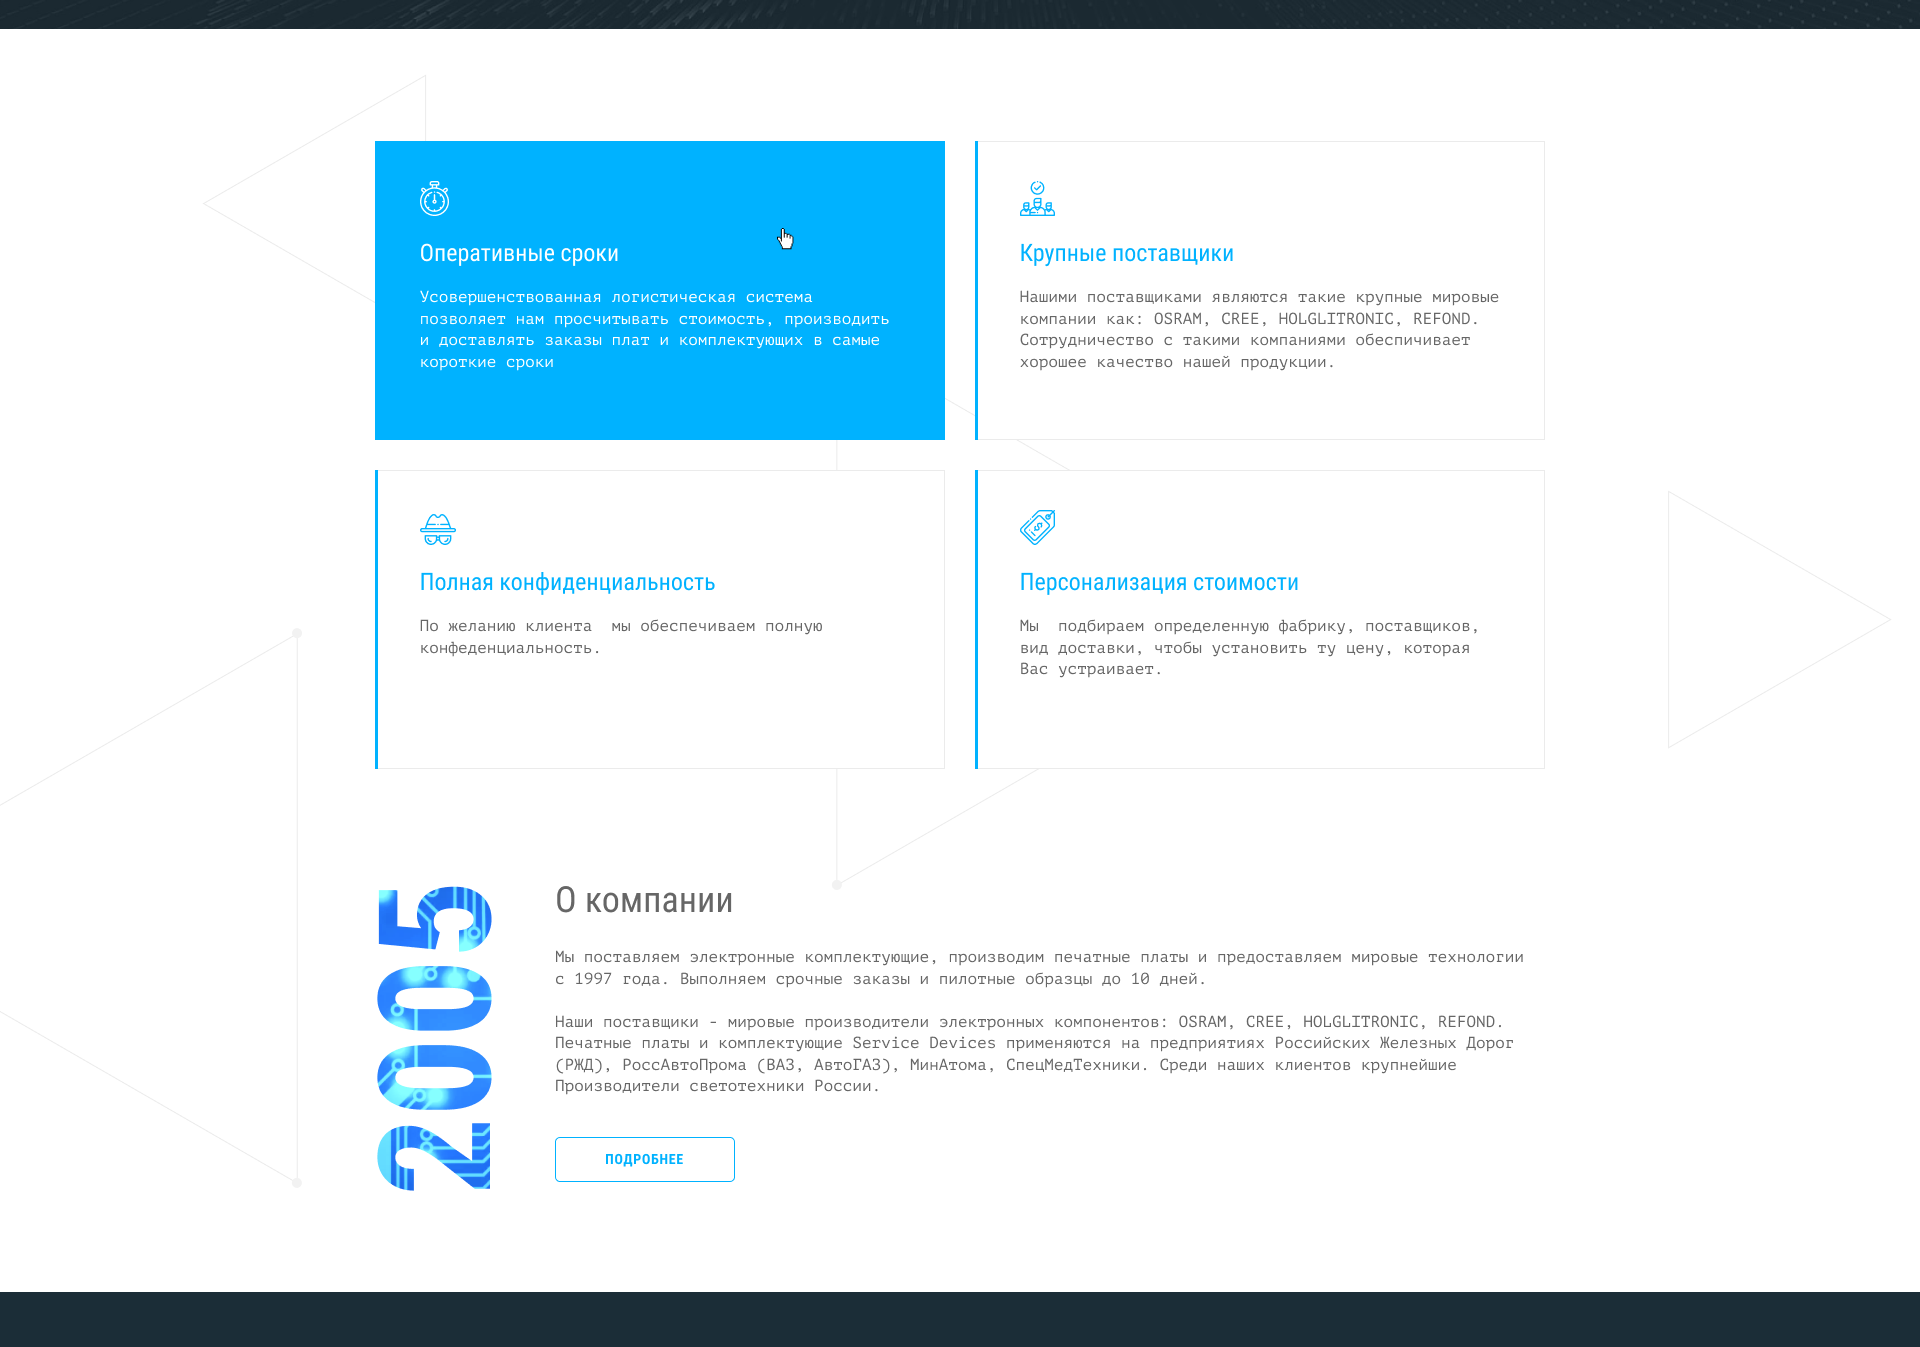 Оперативные сроки
Усовершенствованная логистическая система
позволяет нам просчитывать стоимость, производить
и доставлять заказы плат и комплектующих в самые
короткие сроки
Крупные поставщики
Нашими поставщиками являются такие крупные мировые
компании как: OSRAM, CREE, HOLGLITRONIC, REFOND.
Сотрудничество с такими компаниями обеспичивает
хорошее качество нашей продукции.
Полная конфиденциальность
По желанию клиента  мы обеспечиваем полную
конфеденциальность.
Персонализация стоимости
Мы  подбираем определенную фабрику, поставщиков,
вид доставки, чтобы установить ту цену, которая
Вас устраивает.
2005
О компании
Мы поставляем электронные комплектующие, производим печатные платы и предоставляем мировые технологии
с 1997 года. Выполняем срочные заказы и пилотные образцы до 10 дней.
Наши поставщики - мировые производители электронных компонентов: OSRAM, CREE, HOLGLITRONIC, REFOND.
Печатные платы и комплектующие Service Devices применяются на предприятиях Российских Железных Дорог
(РЖД), РоссАвтоПрома (ВАЗ, АвтоГАЗ), МинАтома, СпецМедТехники. Среди наших клиентов крупнейшие
Производители светотехники России.
ПОДРОБНЕЕ